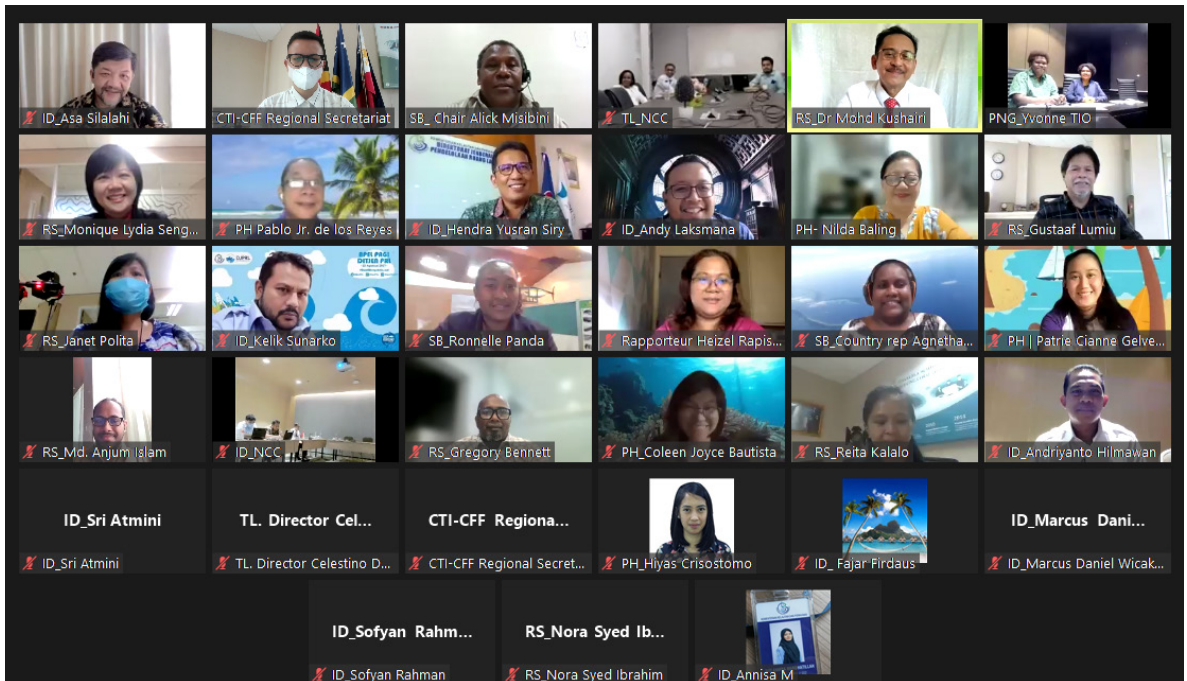 ID_Asa Silalahi
CTI-CFF Regional Secretariat
SB_ Chair Alick Misibini
TL_NCC
RS_Dr Mohd Kushairi
PNG_Yvonne TIO
RS_Monique Lydia Seng...
PH Pablo Jr. de los Reyes
DIREKTORAT JENDERAL
PENGELOLAAN RUANG LA
ID_Hendra Yusran Siry
ID_Andy Laksmana
PH- Nilda Baling
RS_Gustaaf Lumiu
RS_Janet Polita
ID_Kelik Sunarko
SB_Ronnelle Panda
Rapporteur Heizel Rapis...
SB_Country rep Agnetha...
PH | Patrie Cianne Gelve...
RS_Md. Anjum Islam
ID_NCC
RS_Gregory Bennett
PH_Coleen Joyce Bautista
RS_Reita Kalalo
ID_Andriyanto Hilmawan
ID_Sri Atmini
ID_Sri Atmini
TL. Director Cel...
TL. Director Celestino D...
CTI-CFF Regiona...
CTI-CFF Regional Secret...
PH_Hiyas Crisostomo
ID_ Fajar Firdaus
ID_Marcus Dani...
ID_Marcus Daniel Wicak...
ID_Sofyan Rahm...
ID_Sofyan Rahman
RS_Nora Syed Ib...
RS_Nora Syed Ibrahim
ID_Annisa M